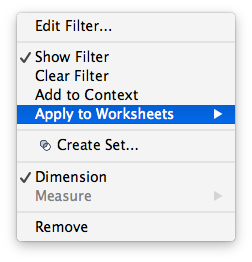 Edit Filter...
Show Filter
Clear Filter
Add to Context
Apply to Worksheets
Create Set...
Dimension
Measure
Remove